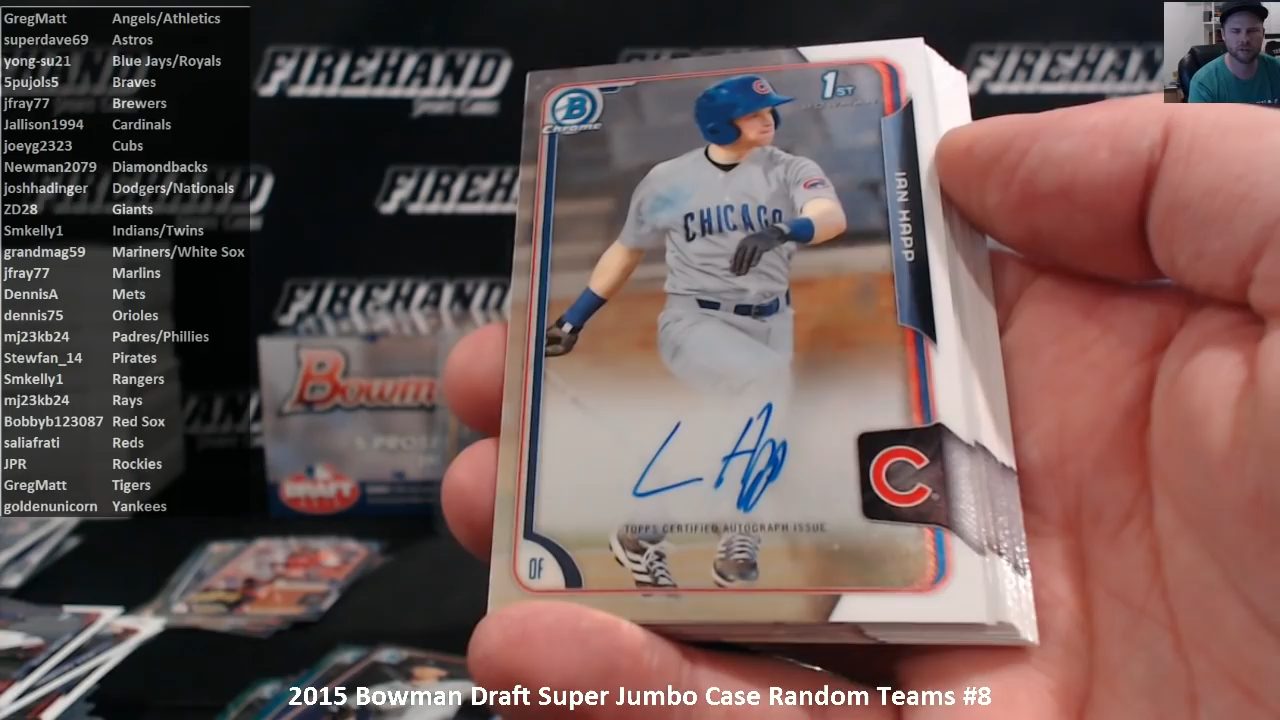 GregMatt Angels/Athletics
superdave69 Astros
yong-su21 Blue Jays/Royals
5pujols5 Braves
jfray77 Brewers
Jallison1994 Cardinals
joeyg2323 Cubs
Newman2079 Diamondbacks
joshhadinger Dodgers/Nationals
ZD28 Giants
Smkelly1 Indians/Twins
grandmag59 Mariners/White Sox
jfray77 Marlins
DennisA Mets
dennis75 Orioles
mj23kb24 Padres/Phillies
Stewfan_14 Pirates
Smkelly1 Rangers
mj23kb24 Rays
Bobbyb123087 Red Sox
saliafrati Reds
JPR Rockies
GregMatt Tigers
goldenunicorn Yankees
FIREHAND
FIREHAND
FIREHAND
FIREHAND
B
Chrome
1ST
IAN HAPP
CHICAGO
C
TOPPS CERTIFIED AUTOGRAPH ISSUE
OF
Bowm
DRAFT
2015 Bowman Draft Super Jumbo Case Random Teams #8